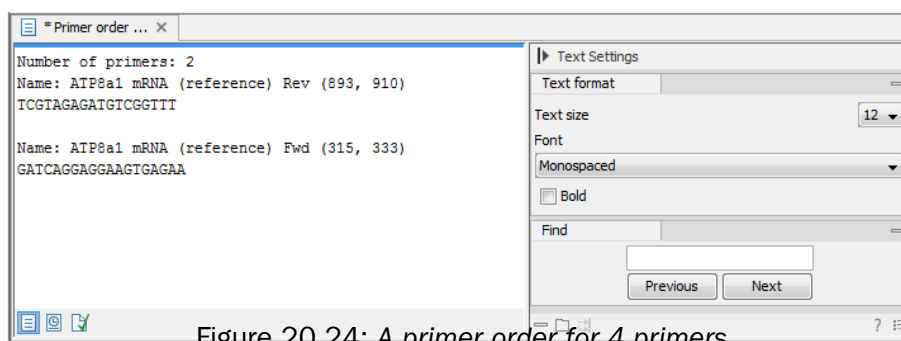 * Primer order ... ×
Number of primers: 2
Name: ATP8a1 mRNA (reference) Rev (893, 910)
TCGTAGAGATGTCGGTTT
Name: ATP8a1 mRNA (reference) Fwd (315, 333)
GATCAGGAGGAAGTGAGAA
Text Settings
Text format
Text size
12
Font
Monospaced
Bold
Find
Previous
Next
?
Figure 20.24: A primer order for 4 primers